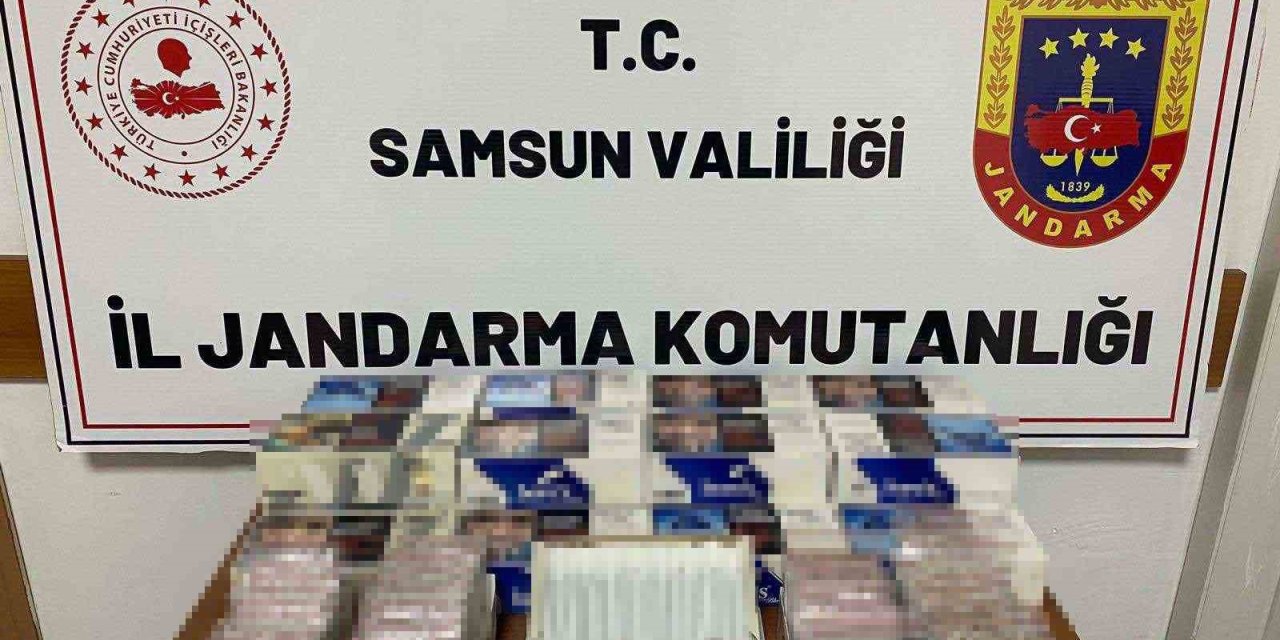 T.C.
SAMSUN VALİLİĞİ
İL JANDARMA KOMUTANLIĞI
TÜRKİYE CUMHURİYETİ İÇİŞLERİ BAKANLIĞI
1839
JANDARMA